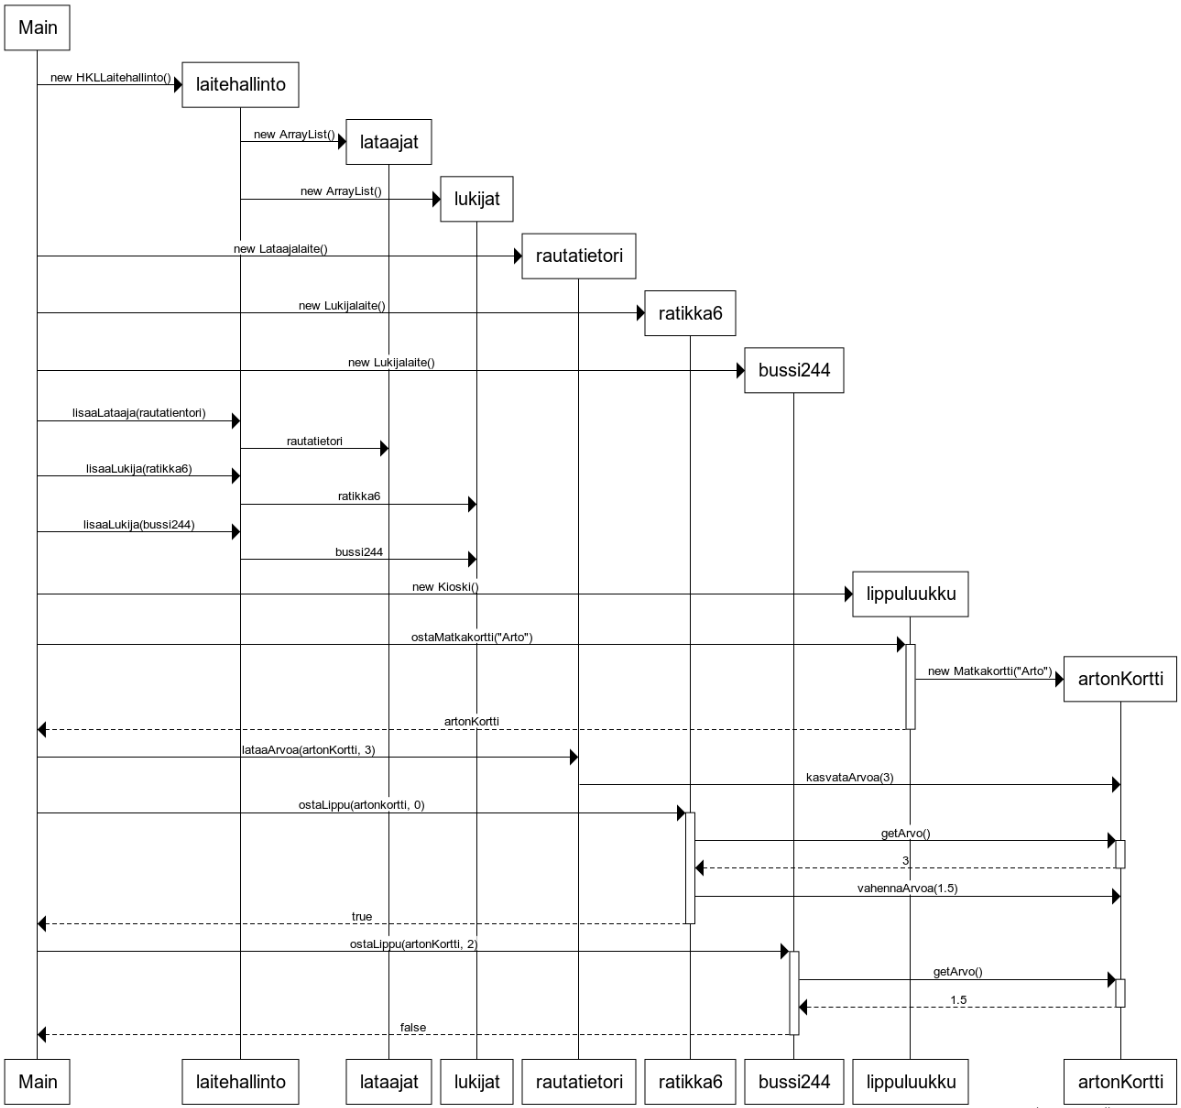 Main
new HKLLaitehallinto()
laitehallinto
new ArrayList()
lataajat
new ArrayList()
lukijat
new Lataajalaite()
rautatietori
new Lukijalaite()
ratikka6
new Lukijalaite()
bussi244
lisaaLataaja(rautatientori)
rautatietori
lisaaLukija(ratikka6)
ratikka6
lisaaLukija(bussi244)
bussi244
new Kioski()
lippuluukku
ostaMatkakortti("Arto")
new Matkakortti("Arto")
artonKortti
artonKortti
lataaArvoa(artonKortti, 3)
kasvataArvoa(3)
ostaLippu(artonkortti, 0)
getArvo()
3
vahennaArvoa(1.5)
true
ostaLippu(artonKortti, 2)
getArvo()
1.5
false
Main laitehallinto lataajat lukijat rautatietori ratikka6 bussi244 lippuluukku artonKortti